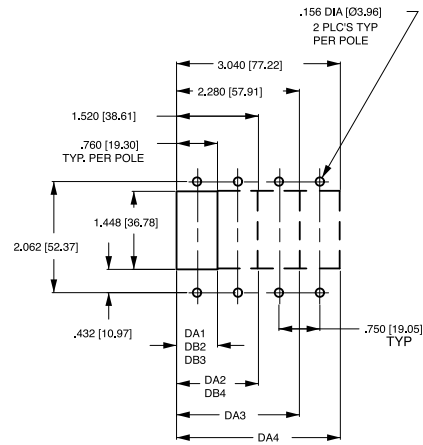 .156 DIA [Ø3.96]
2 PLC'S TYP
PER POLE
3.040 [77.22]
2.280 [57.91]
1.520 [38.61]
.760 [19.30]
TYP. PER POLE
1.448 [36.78]
2.062 [52.37]
.432 [10.97]
DA1
DB2
DB3
.750 [19.05]
TYP
DA2
DB4
DA3
DA4